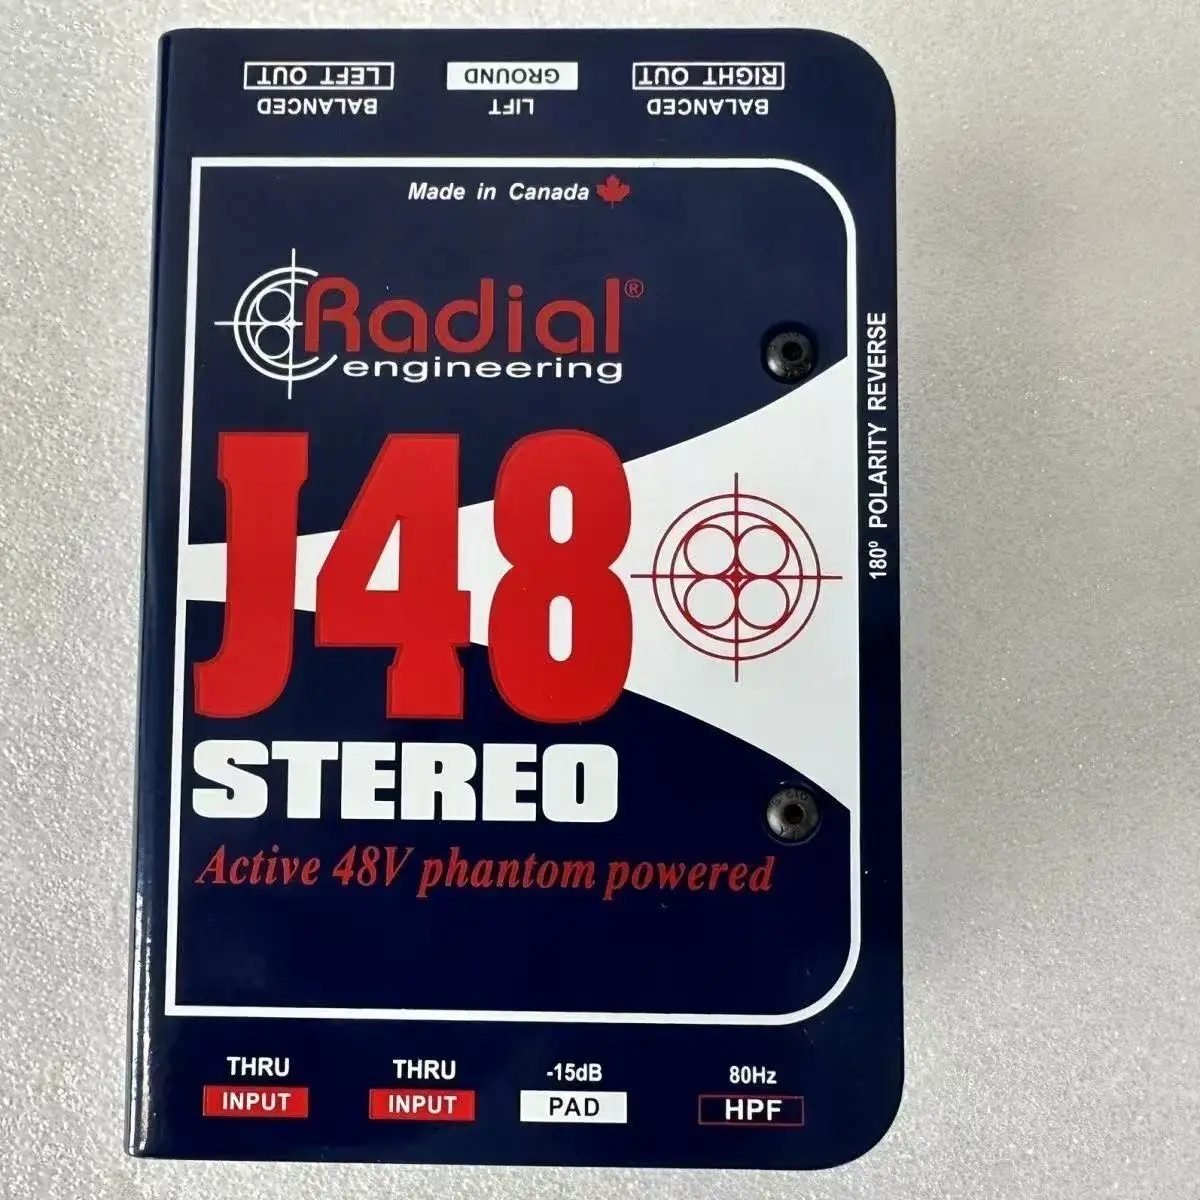 LEFT OUT
BALANCED
GROUND
LIFT
RIGHT OUT
BALANCED
Made in Canada
Radial®
engineering
J48
STEREO
Active 48V phantom powered
180° POLARITY REVERSE
THRU
INPUT
THRU
INPUT
-15dB
PAD
80Hz
HPF